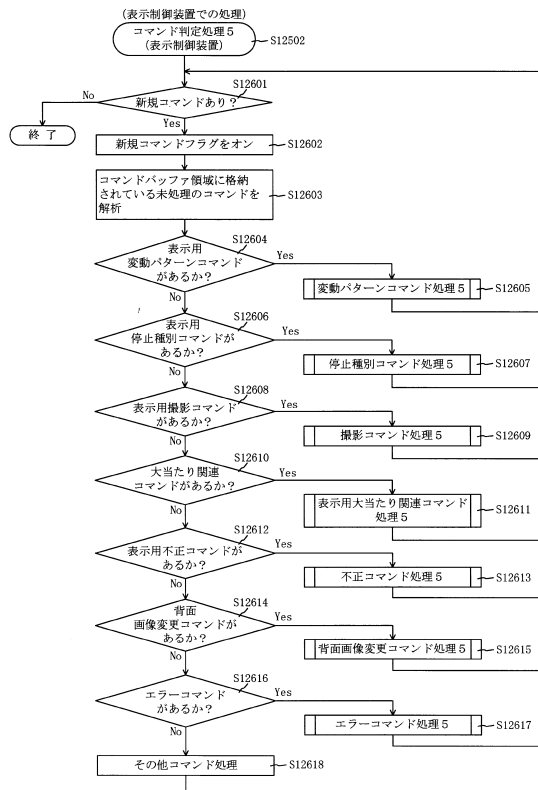 (表示制御装置での処理)
コマンド判定処理5
(表示制御装置)
S12502
S12601
新規コマンドあり?
No
終 了
Yes
新規コマンドフラグをオン
S12602
コマンドバッファ領域に格納
されている未処理のコマンドを
解析
S12603
S12604
表示用
変動パターンコマンド
があるか?
Yes
変動パターンコマンド処理5
S12605
No
S12606
表示用
停止種別コマンドが
あるか?
Yes
停止種別コマンド処理5
S12607
No
S12608
表示用撮影コマンド
があるか?
Yes
撮影コマンド処理5
S12609
No
S12610
大当たり関連
コマンドがあるか?
Yes
表示用大当たり関連コマンド
処理5
S12611
No
S12612
表示用不正コマンドが
あるか?
Yes
不正コマンド処理5
S12613
No
S12614
背面
画像変更コマンドが
あるか?
Yes
背面画像変更コマンド処理5
S12615
No
S12616
エラーコマンド
があるか?
Yes
エラーコマンド処理5
S12617
No
その他コマンド処理
S12618